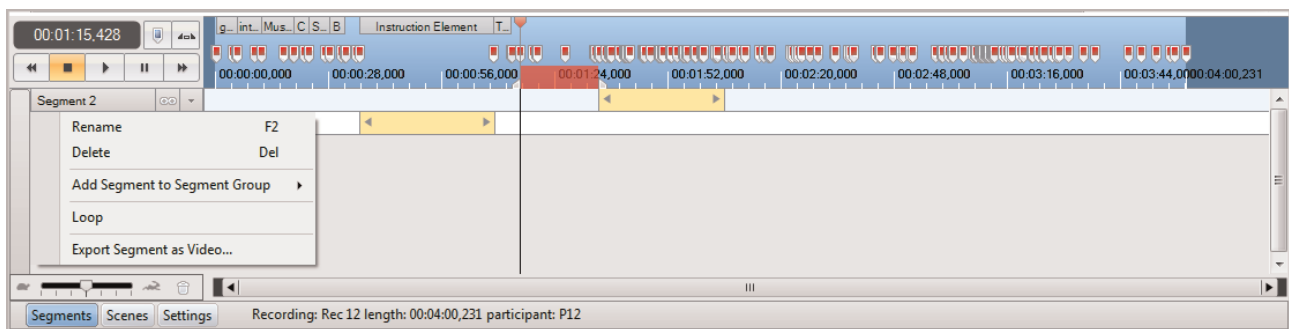 g... int... Mus... C S... B Instruction Element T...
00:01:15,428
00:00:00,000 00:00:28,000 00:00:56,000 00:01:24,000 00:01:52,000 00:02:20,000 00:02:48,000 00:03:16,000 00:03:44,000 00:04:00,231
Segment 2
Rename F2
Delete Del
Add Segment to Segment Group
Loop
Export Segment as Video...
Segments Scenes Settings Recording: Rec 12 length: 00:04:00,231 participant: P12